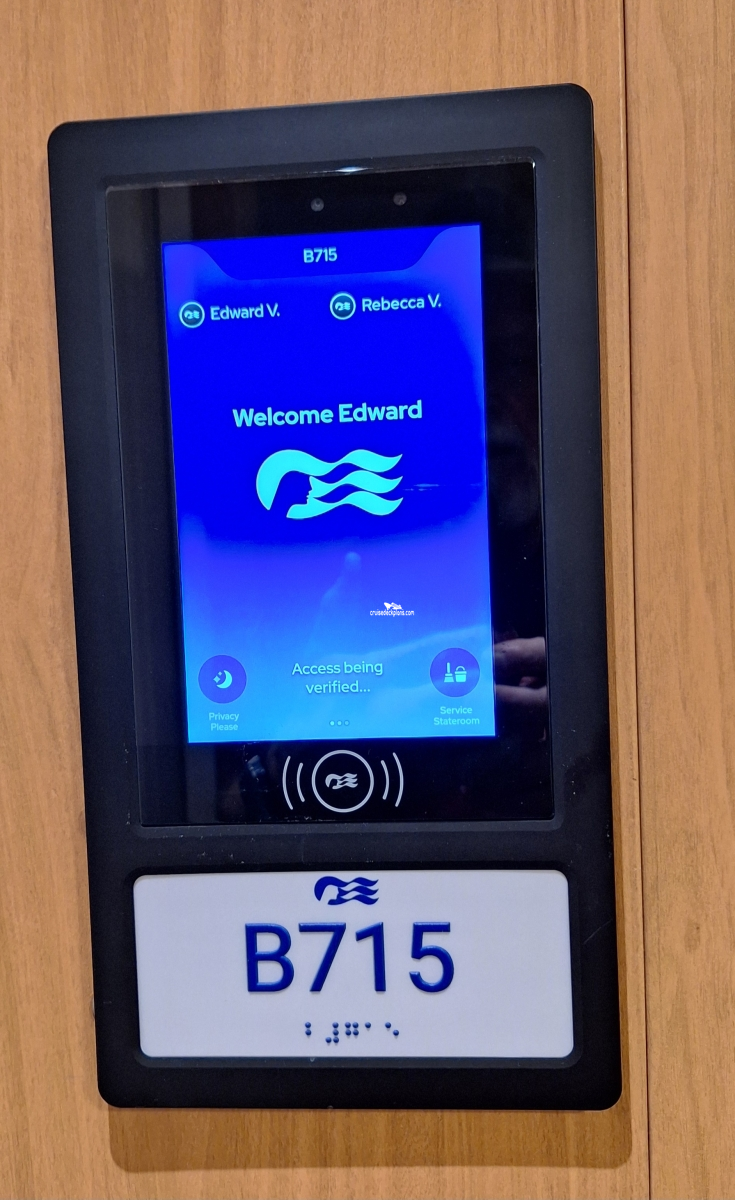 B715
Edward V. Rebecca V.
Welcome Edward
cruisedeckplans.com
Access being
verified...
Privacy
Please
Service
Stateroom
B715
⠃⠼⠛⠁⠑